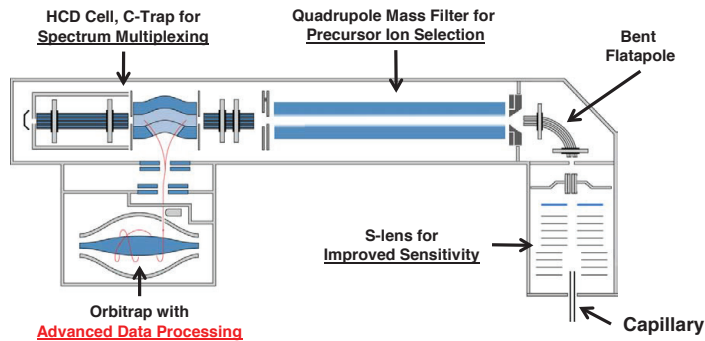 HCD Cell, C-Trap for
Spectrum Multiplexing
Quadrupole Mass Filter for
Precursor Ion Selection
Bent
Flatapole
S-lens for
Improved Sensitivity
Orbitrap with
Advanced Data Processing
Capillary